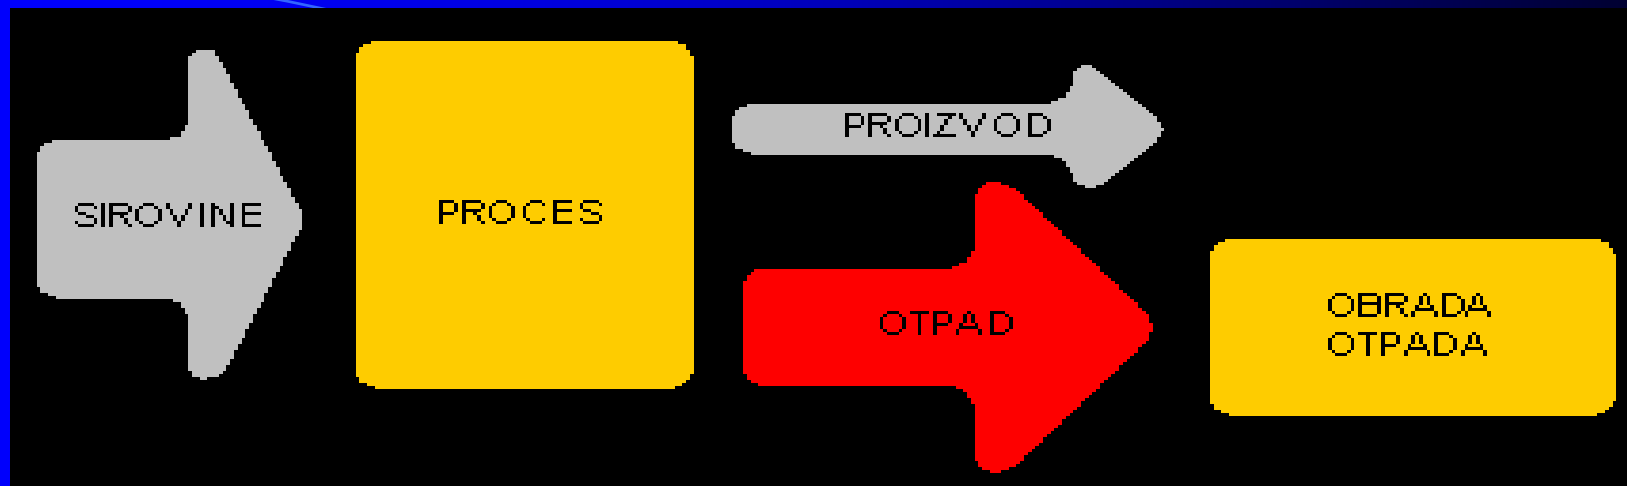 SIROVINE
PROCES
PROIZVOD
OTPAD
OBRADA
OTPADA